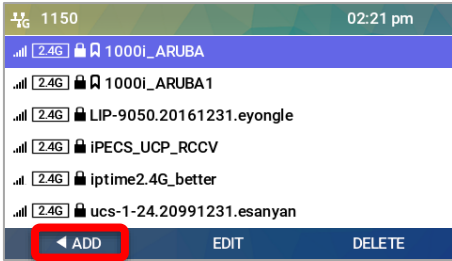 1G 1150 02:21 pm
2.4G 1000i_ARUBA
2.4G 1000i_ARUBA1
2.4G LIP-9050.20161231.eyongle
2.4G iPECS_UCP_RCCV
2.4G iptime2.4G_better
2.4G ucs-1-24.20991231.esanyan
ADD EDIT DELETE